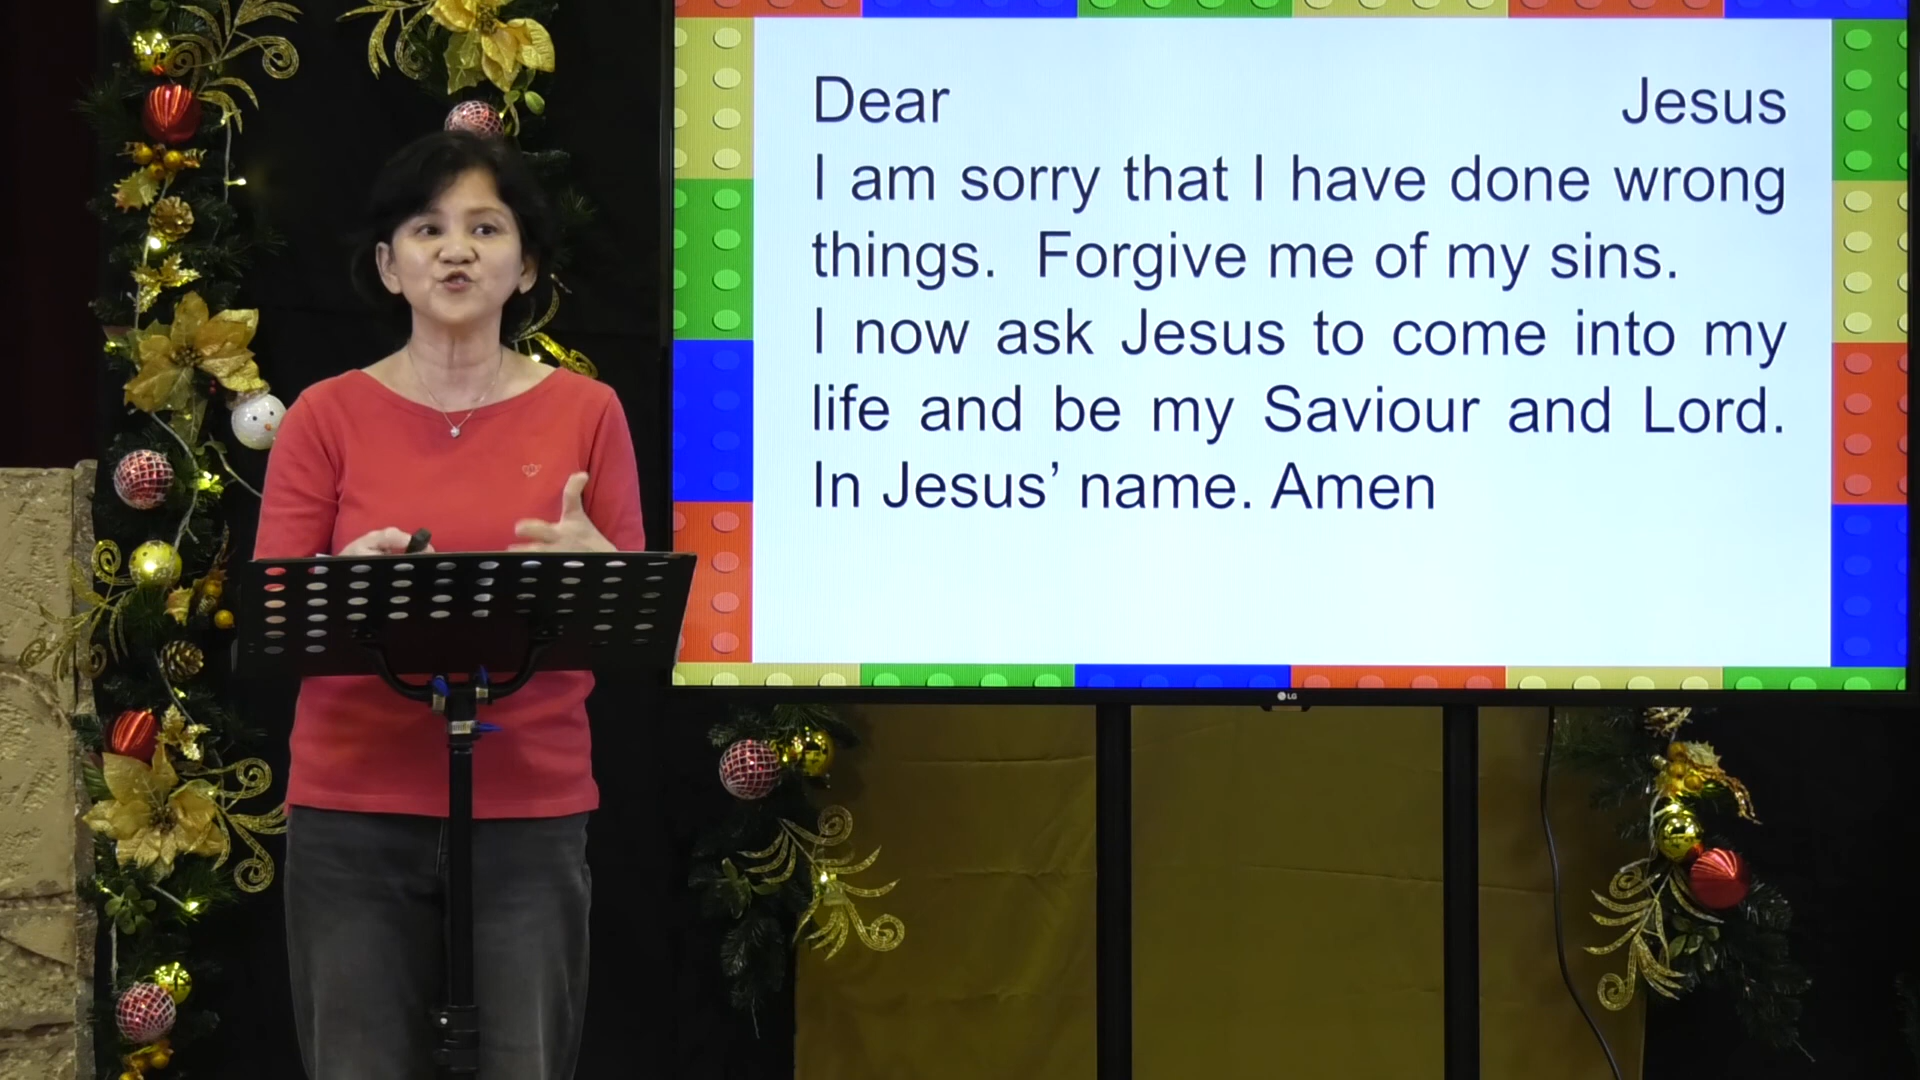 Dear Jesus
I am sorry that I have done wrong
things. Forgive me of my sins.
I now ask Jesus to come into my
life and be my Saviour and Lord.
In Jesus’ name. Amen
LG